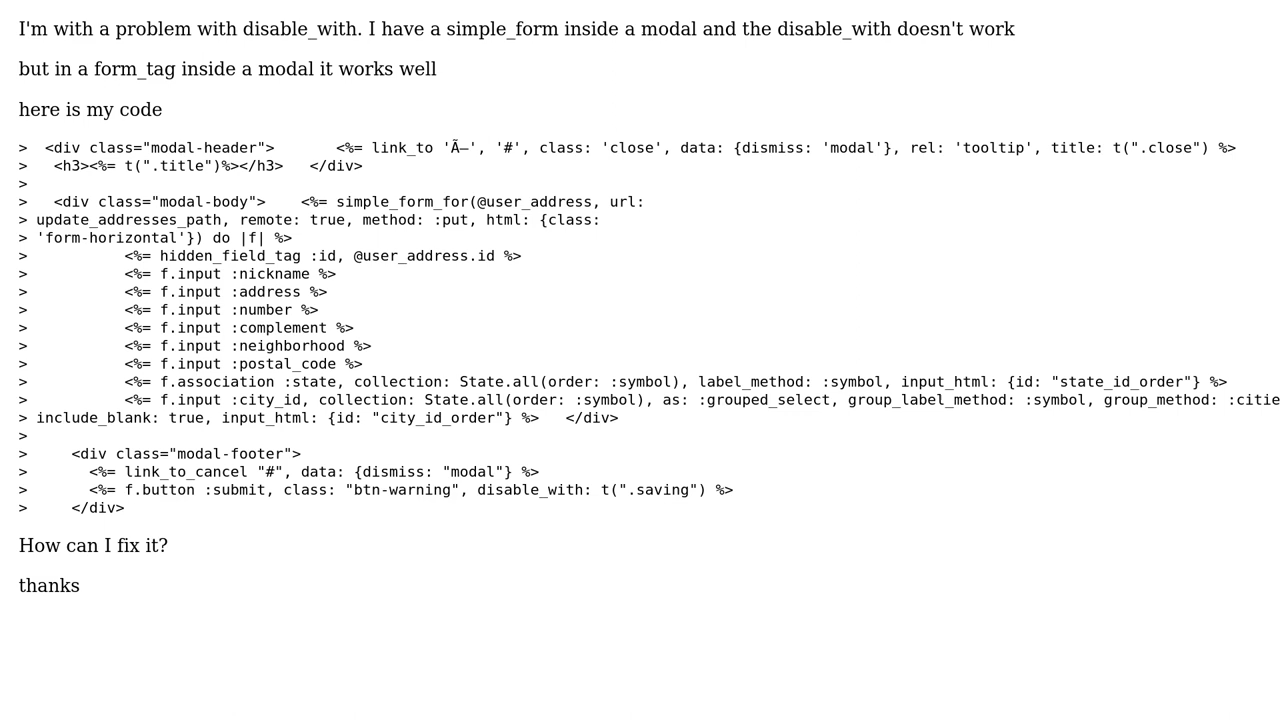 I'm with a problem with disable_with. I have a simple_form inside a modal and the disable_with doesn't work
but in a form_tag inside a modal it works well
here is my code
>  <div class="modal-header">       <%= link_to 'Ã—', '#', class: 'close', data: {dismiss: 'modal'}, rel: 'tooltip', title: t(".close") %>
>   <h3><%= t(".title")%></h3>   </div>
>
>   <div class="modal-body">    <%= simple_form_for(@user_address, url:
> update_addresses_path, remote: true, method: :put, html: {class:
> 'form-horizontal'}) do |f| %>
>           <%= hidden_field_tag :id, @user_address.id %>
>           <%= f.input :nickname %>
>           <%= f.input :address %>
>           <%= f.input :number %>
>           <%= f.input :complement %>
>           <%= f.input :neighborhood %>
>           <%= f.input :postal_code %>
>           <%= f.association :state, collection: State.all(order: :symbol), label_method: :symbol, input_html: {id: "state_id_order"} %>
>           <%= f.input :city_id, collection: State.all(order: :symbol), as: :grouped_select, group_label_method: :symbol, group_method: :citie
> include_blank: true, input_html: {id: "city_id_order"} %>   </div>
>
>     <div class="modal-footer">
>       <%= link_to_cancel "#", data: {dismiss: "modal"} %>
>       <%= f.button :submit, class: "btn-warning", disable_with: t(".saving") %>
>     </div>
How can I fix it?
thanks